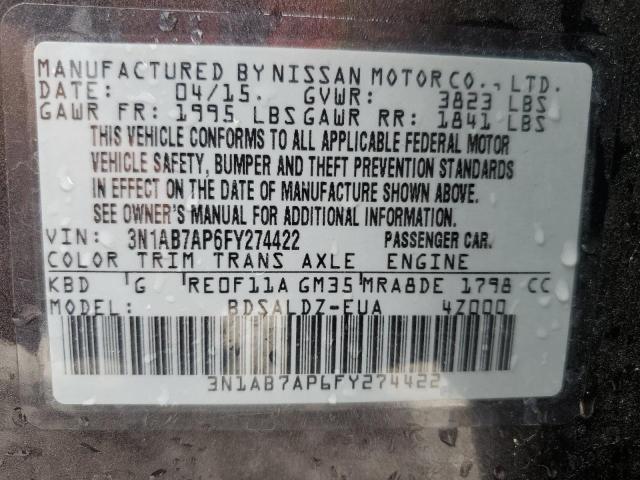 MANUFACTURED BY NISSAN MOTOR CO., LTD.
DATE: 04/15. GVWR: 3823 LBS
GAWR FR: 1995 LBS GAWR RR: 1841 LBS
THIS VEHICLE CONFORMS TO ALL APPLICABLE FEDERAL MOTOR
VEHICLE SAFETY, BUMPER AND THEFT PREVENTION STANDARDS
IN EFFECT ON THE DATE OF MANUFACTURE SHOWN ABOVE.
SEE OWNER'S MANUAL FOR ADDITIONAL INFORMATION.
VIN: 3N1AB7AP6FY274422 PASSENGER CAR.
COLOR TRIM TRANS AXLE ENGINE
KBD G RE0F11A GM35 MRA8DE 1798 CC
MODEL: BDSALDZ-EUA 4Z000
3N1AB7AP6FY274422